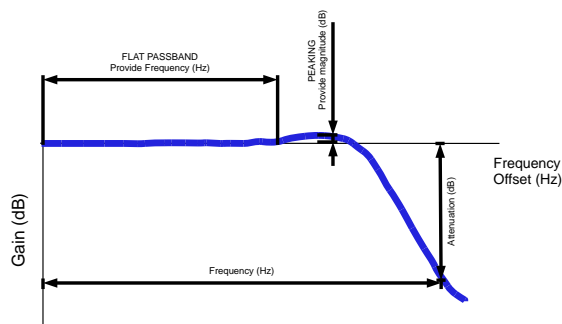 FLAT PASSBAND
Provide Frequency (Hz)
PEAKING
Provide magnitude (dB)
Frequency
Offset (Hz)
Gain (dB)
Attenuation (dB)
Frequency (Hz)